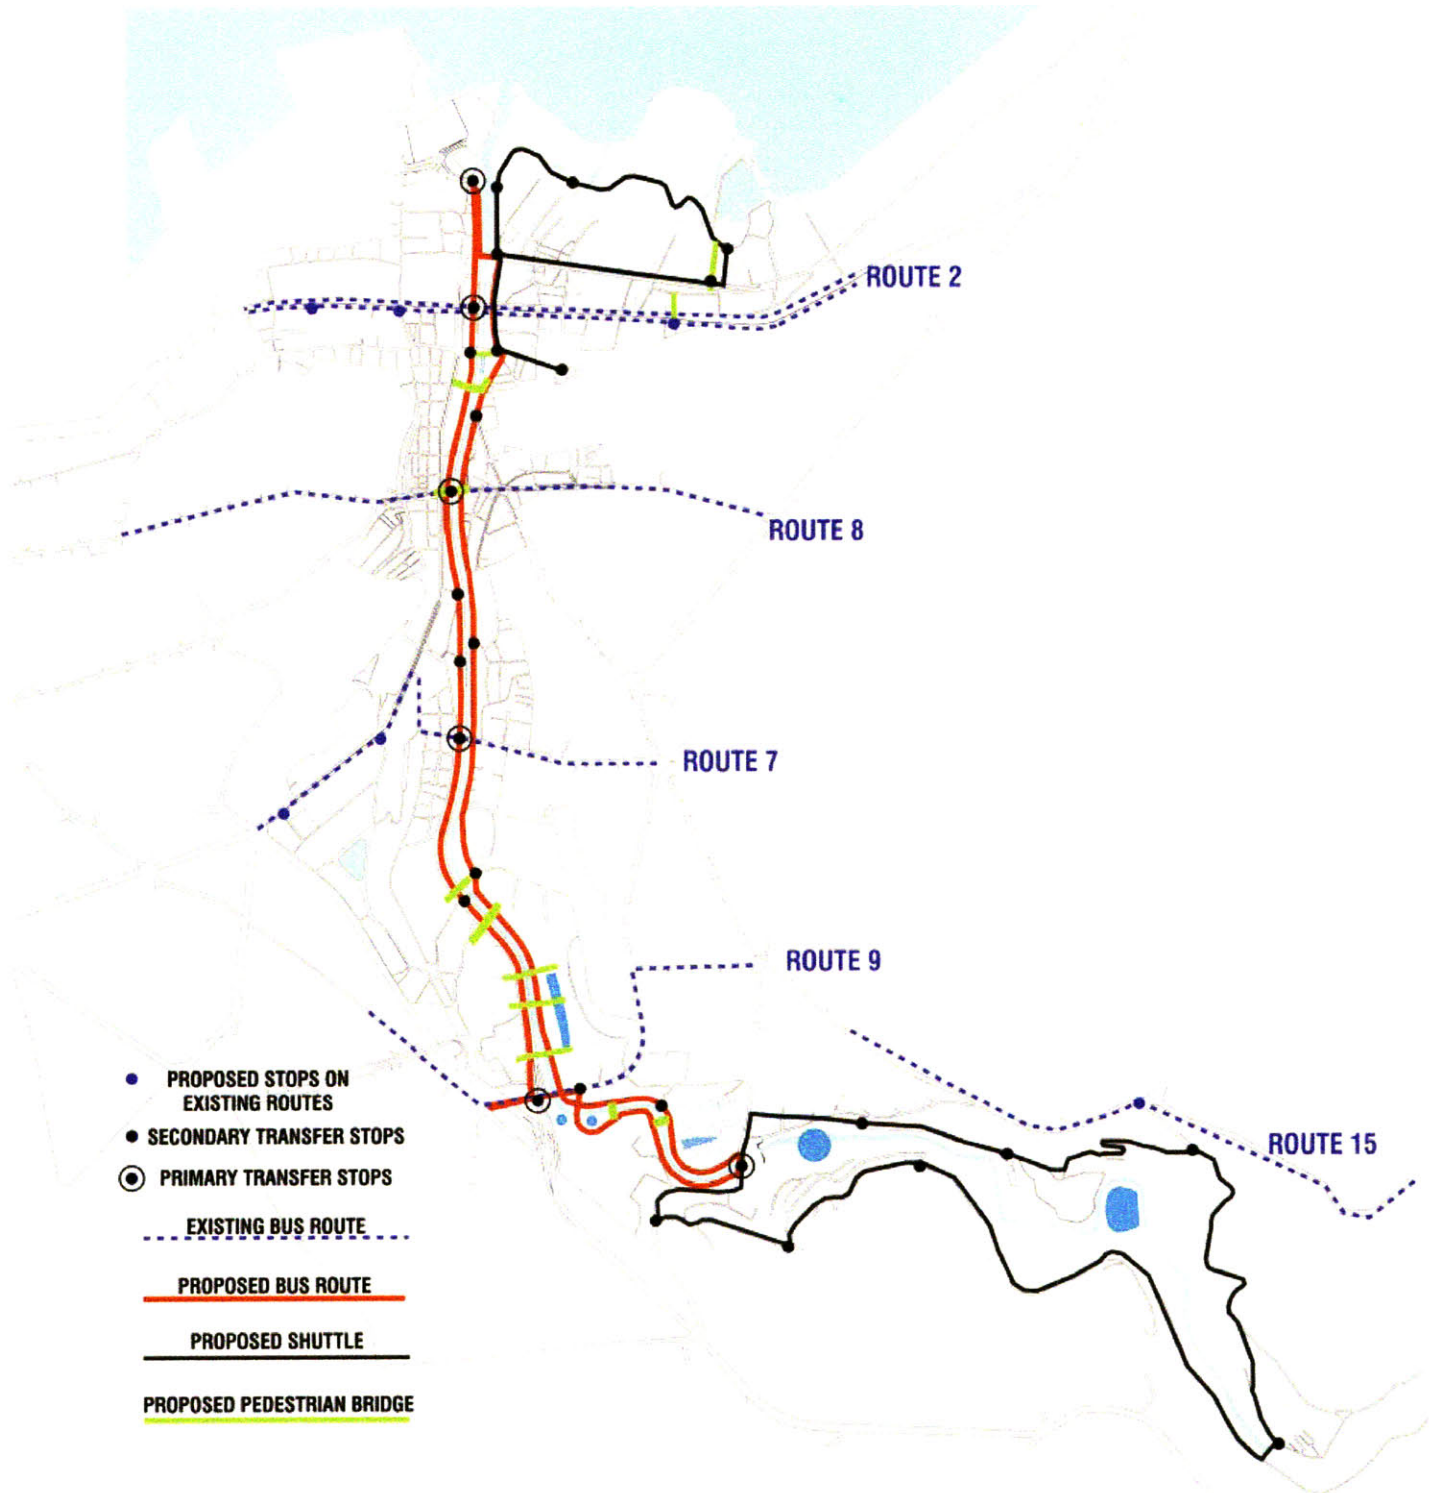 ROUTE 2
ROUTE 8
ROUTE 7
ROUTE 9
PROPOSED STOPS ON
EXISTING ROUTES
SECONDARY TRANSFER STOPS
ROUTE 15
PRIMARY TRANSFER STOPS
EXISTING BUS ROUTE
PROPOSED BUS ROUTE
PROPOSED SHUTTLE
PROPOSED PEDESTRIAN BRIDGE